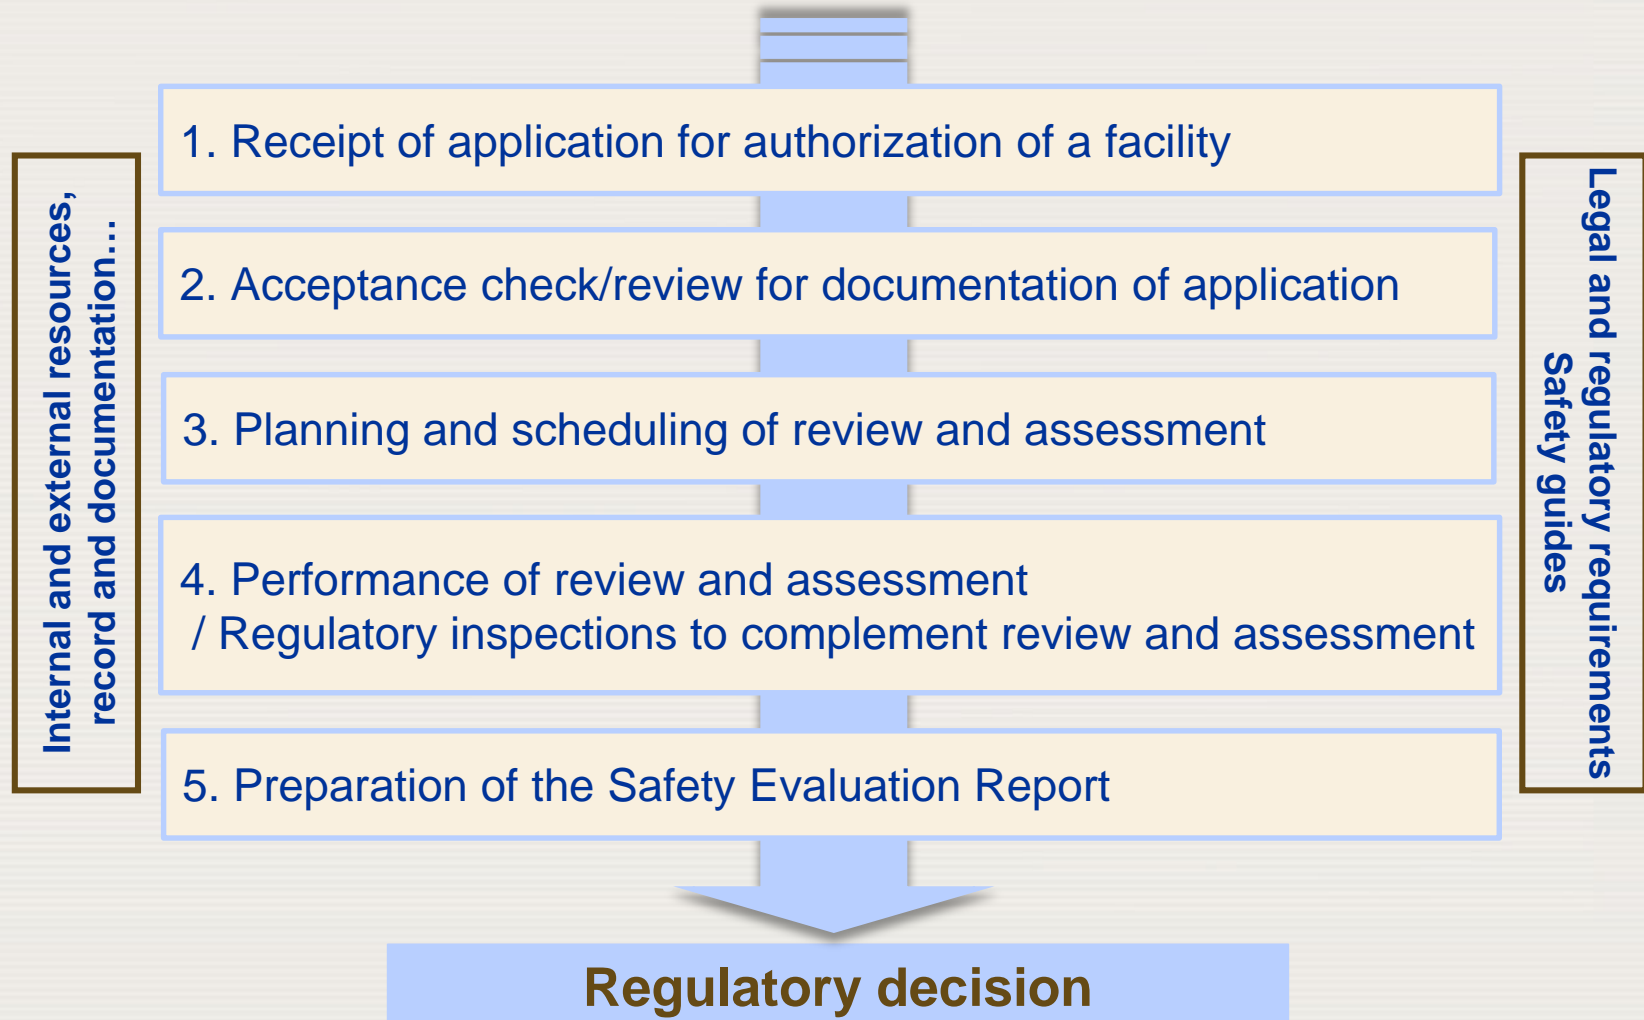 1. Receipt of application for authorization of a facility
2. Acceptance check/review for documentation of application
3. Planning and scheduling of review and assessment
4. Performance of review and assessment
/ Regulatory inspections to complement review and assessment
5. Preparation of the Safety Evaluation Report
Internal and external resources,
record and documentation…
Legal and regulatory requirements
Safety guides
Regulatory decision